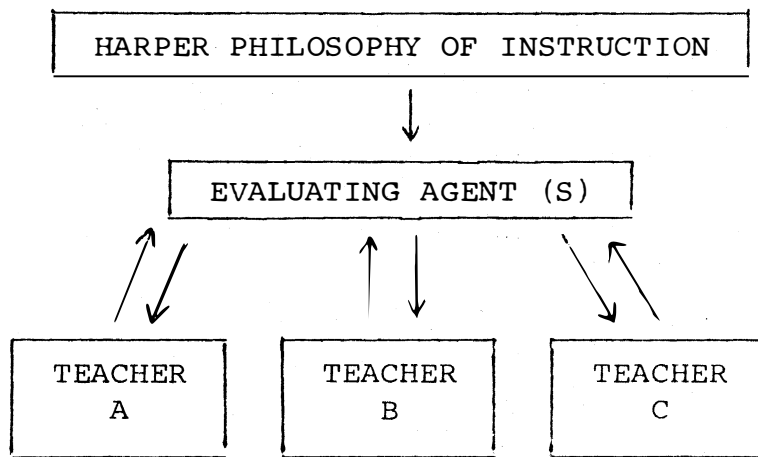 HARPER PHILOSOPHY OF INSTRUCTION
EVALUATING AGENT (S)
TEACHER
A
TEACHER
B
TEACHER
C